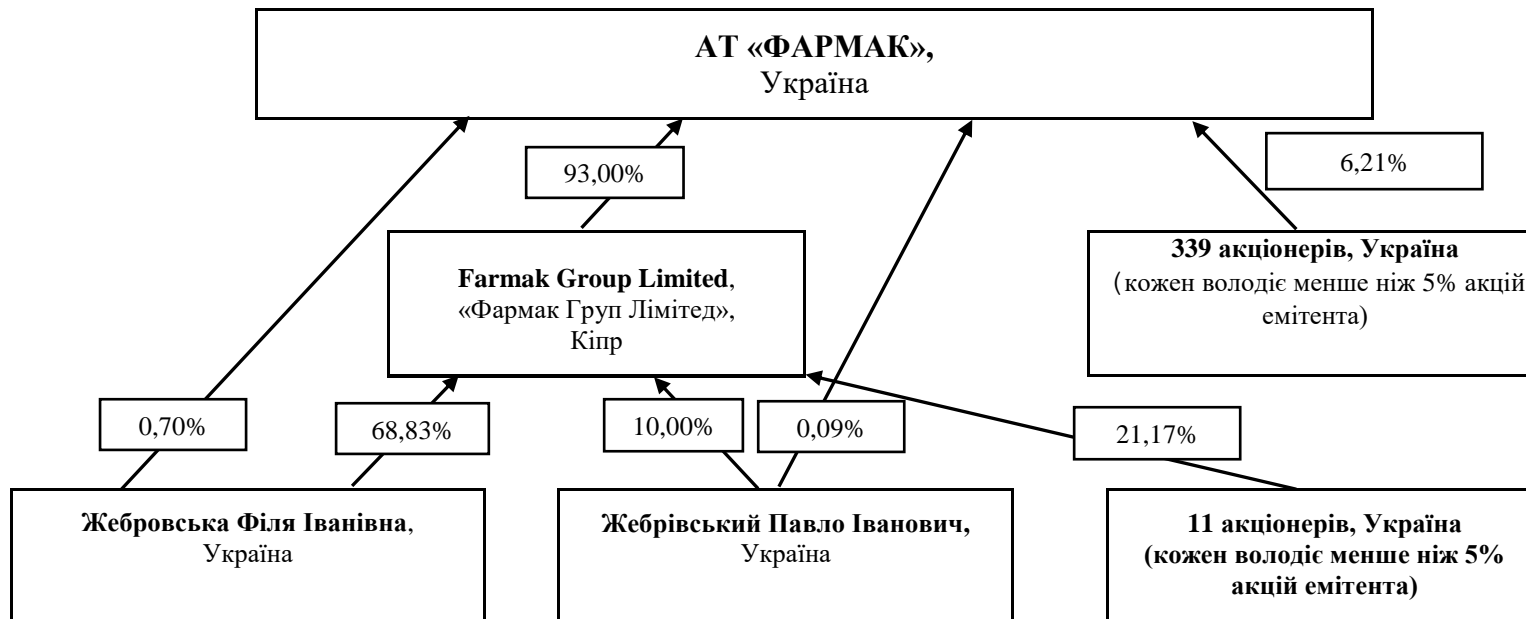 АТ «ФАРМАК»,
Україна
93,00%
6,21%
Farmak Group Limited,
«Фармак Груп Лімітед»,
Кіпр
339 акціонерів, Україна
(кожен володіє менше ніж 5% акцій
емітента)
0,70%
68,83%
10,00%
0,09%
21,17%
Жебровська Філя Іванівна,
Україна
Жебрівський Павло Іванович,
Україна
11 акціонерів, Україна
(кожен володіє менше ніж 5%
акцій емітента)